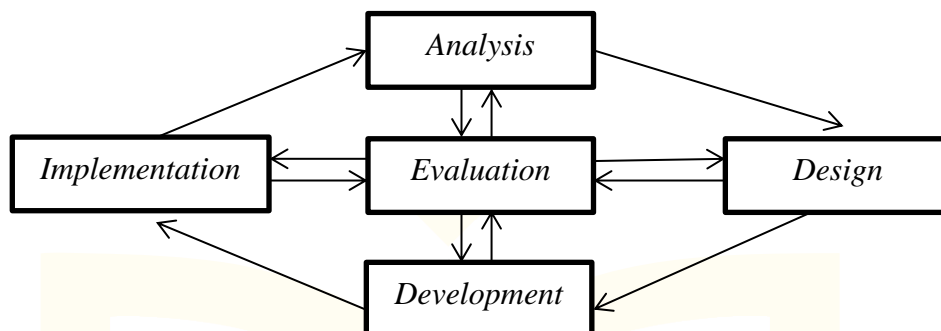 Analysis
Implementation
Evaluation
Design
Development